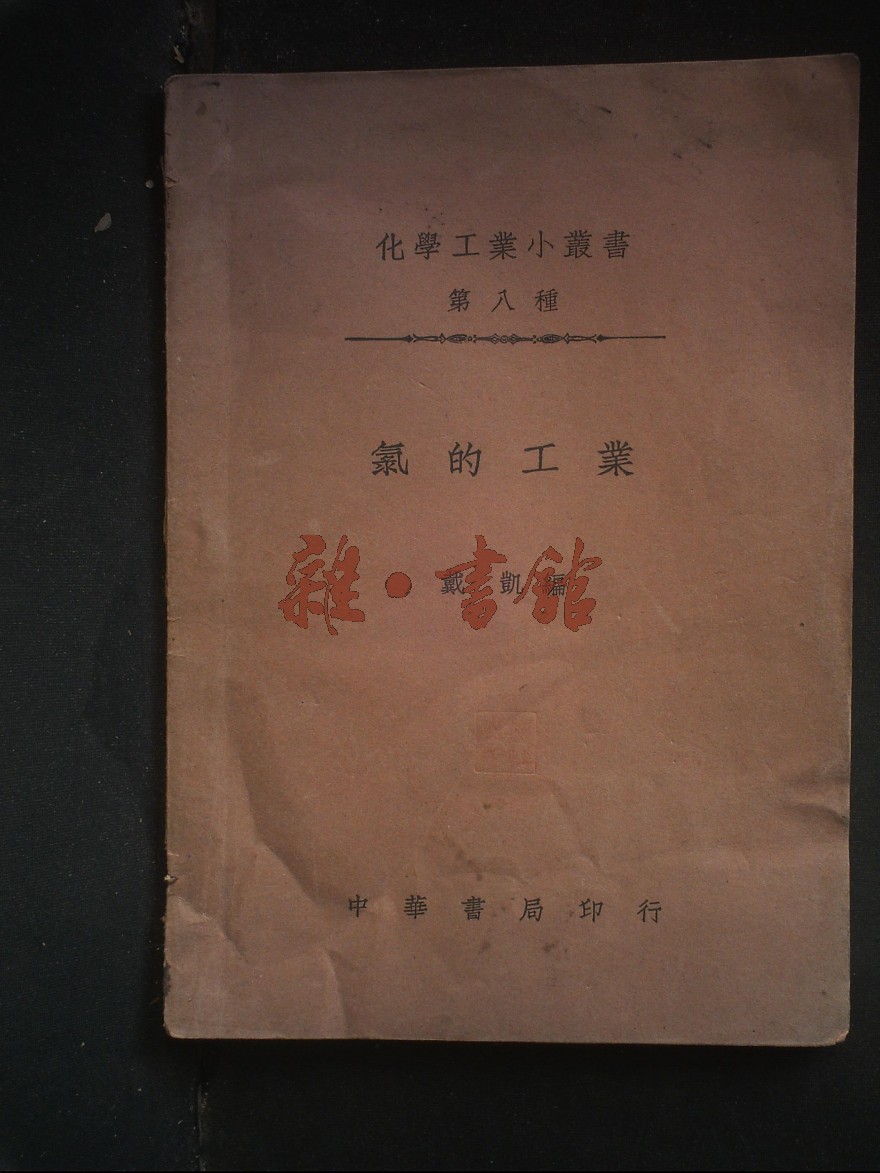 化學工業小叢書
第八種
氯的工業
戴凱編
雜·書館
中華書局印行